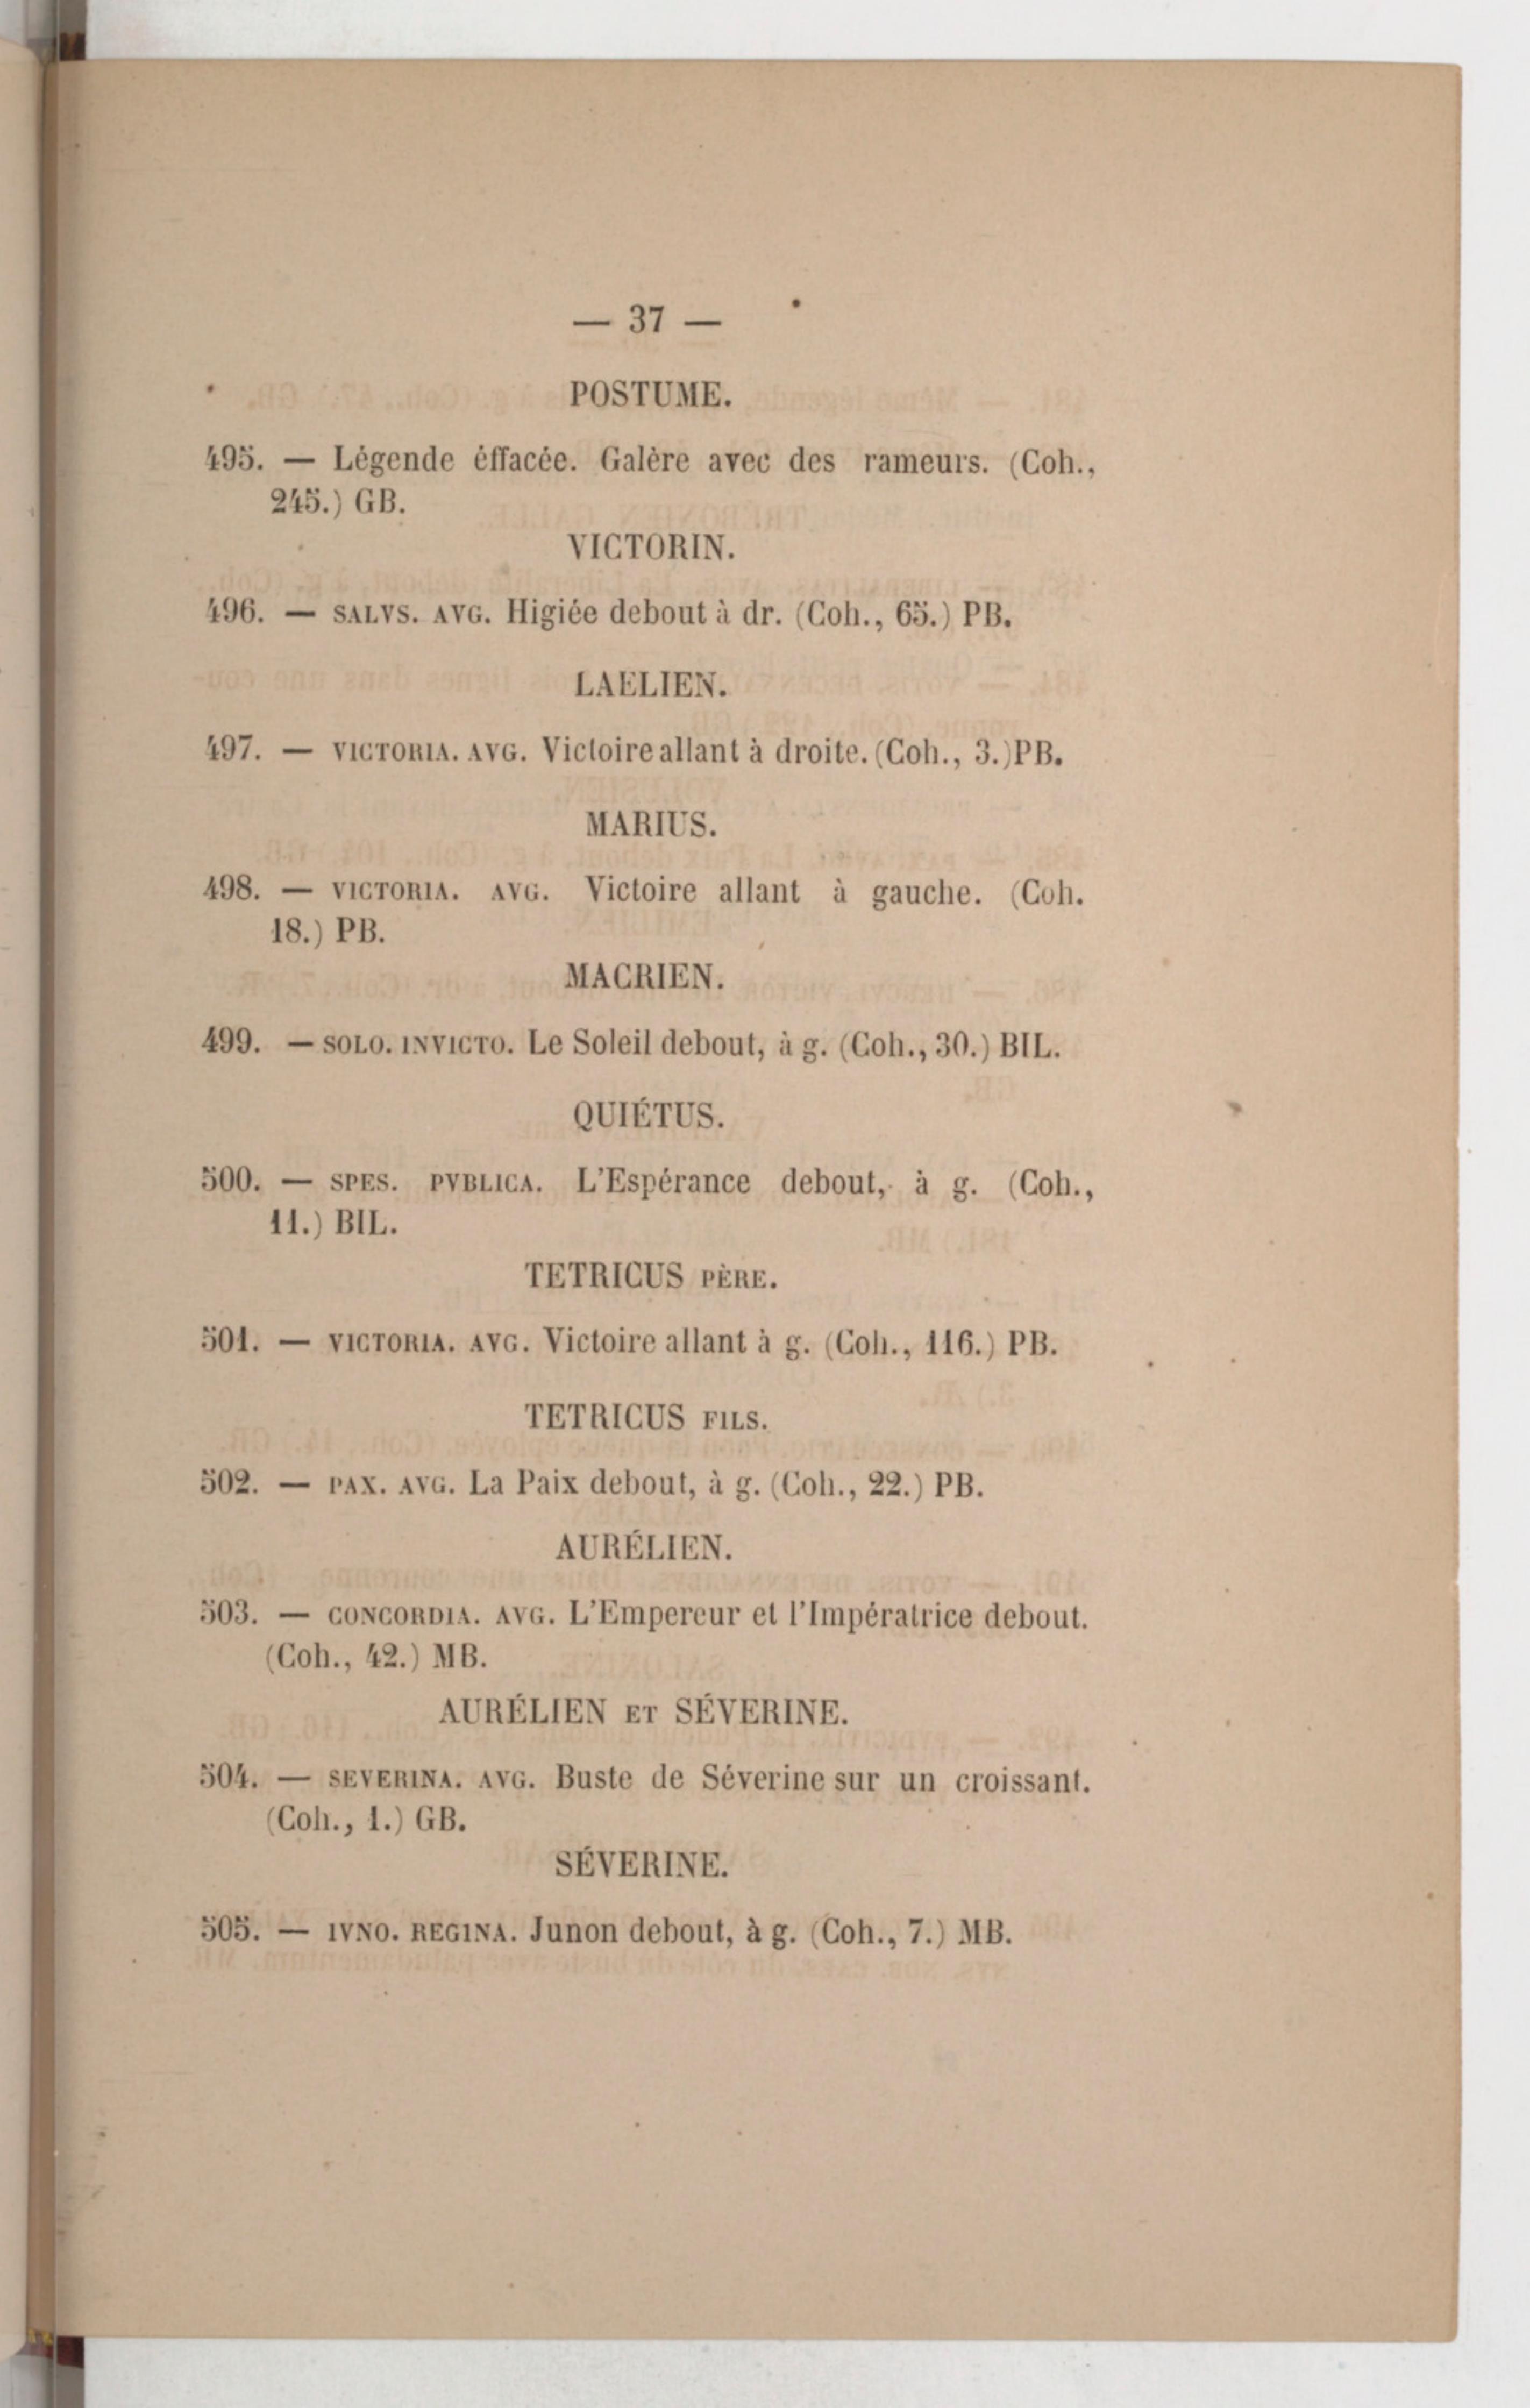 — 37 —
POSTUME.
495. — Légende éffacée. Galère avec des rameurs. (Coh.,
245.) GB.
VICTORIN.
496. — SALVS. AVG. Higiée debout à dr. (Coh., 65.) PB.
LAELIEN.
497. — VICTORIA. AVG. Victoire allant à droite. (Coh., 3.) PB.
MARIUS.
498. — VICTORIA. AVG. Victoire allant à gauche. (Coh.
18.) PB.
MACRIEN.
499. — SOLO. INVICTO. Le Soleil debout, à g. (Coh., 30.) BIL.
QUIÉTUS.
500. — SPES. PVBLICA. L'Espérance debout, à g. (Coh.,
11.) BIL.
TETRICUS PÈRE.
501. — VICTORIA. AVG. Victoire allant à g. (Coh., 116.) PB.
TETRICUS FILS.
502. — PAX. AVG. La Paix debout, à g. (Coh., 22.) PB.
AURÉLIEN.
503. — CONCORDIA. AVG. L'Empereur et l'Impératrice debout.
(Coh., 42.) MB.
AURÉLIEN ET SÉVERINE.
504. — SEVERINA. AVG. Buste de Séverine sur un croissant.
(Coh., 1.) GB.
SÉVERINE.
505. — IVNO. REGINA. Junon debout, à g. (Coh., 7.) MB.